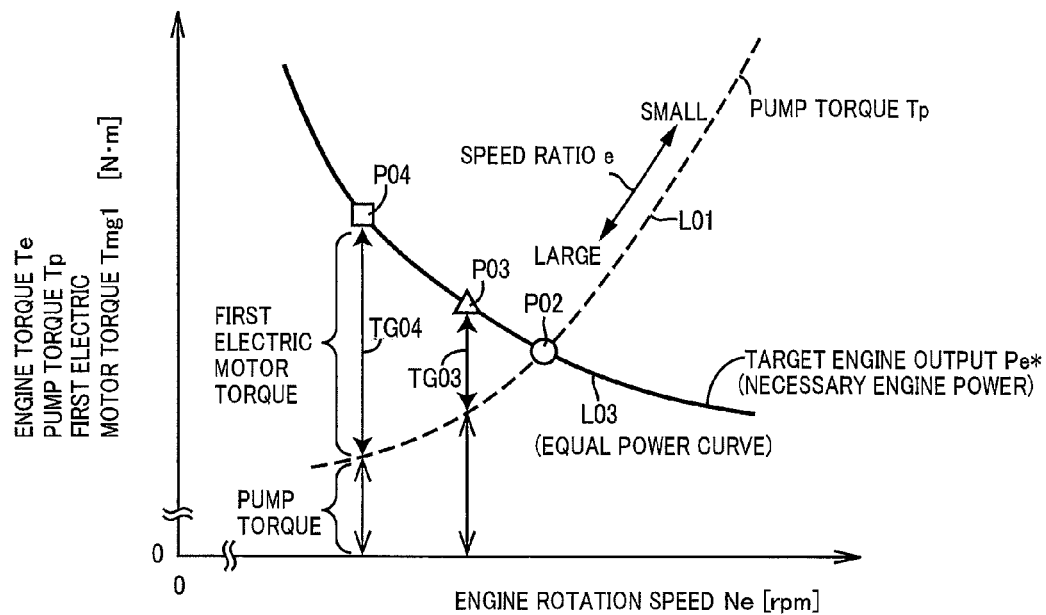 ENGINE TORQUE Te
PUMP TORQUE Tp
FIRST ELECTRIC
MOTOR TORQUE Tmg1 [N·m]
SMALL
PUMP TORQUE Tp
SPEED RATIO e
L01
LARGE
P04
P03
P02
FIRST
ELECTRIC
MOTOR
TORQUE
TG04
TG03
TARGET ENGINE OUTPUT Pe*
(NECESSARY ENGINE POWER)
L03
(EQUAL POWER CURVE)
PUMP
TORQUE
0
0
ENGINE ROTATION SPEED Ne [rpm]